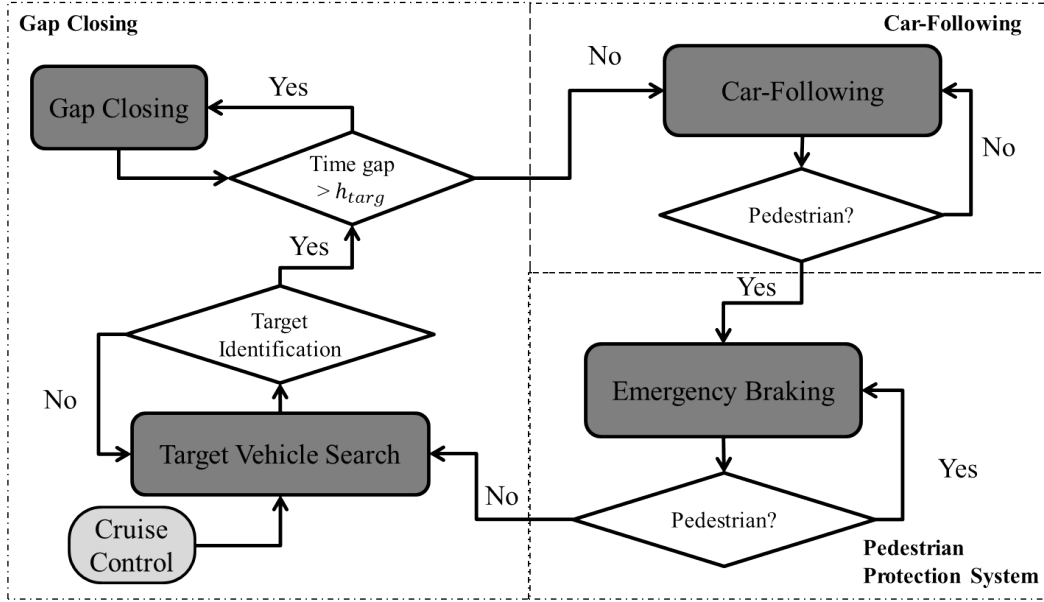 Gap Closing
Car-Following
Gap Closing
Yes
No
Car-Following
Time gap
> h_targ
No
Pedestrian?
Yes
Yes
Target
Identification
No
Emergency Braking
Target Vehicle Search
Yes
No
Pedestrian?
Cruise
Control
Pedestrian
Protection System